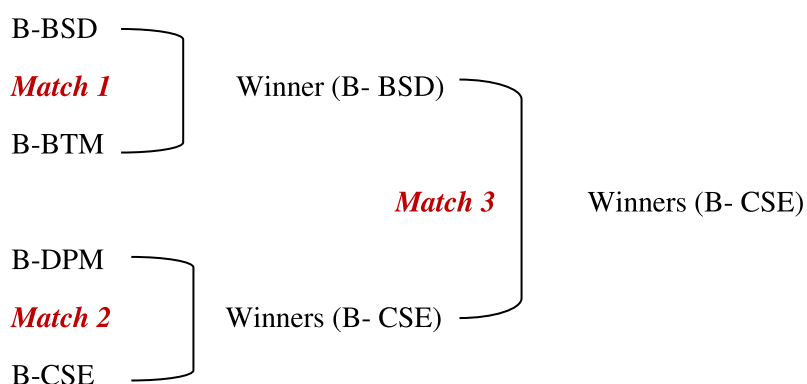 B-BSD
Match 1
Winner (B- BSD)
B-BTM
Match 3
Winners (B- CSE)
B-DPM
Match 2
Winners (B- CSE)
B-CSE